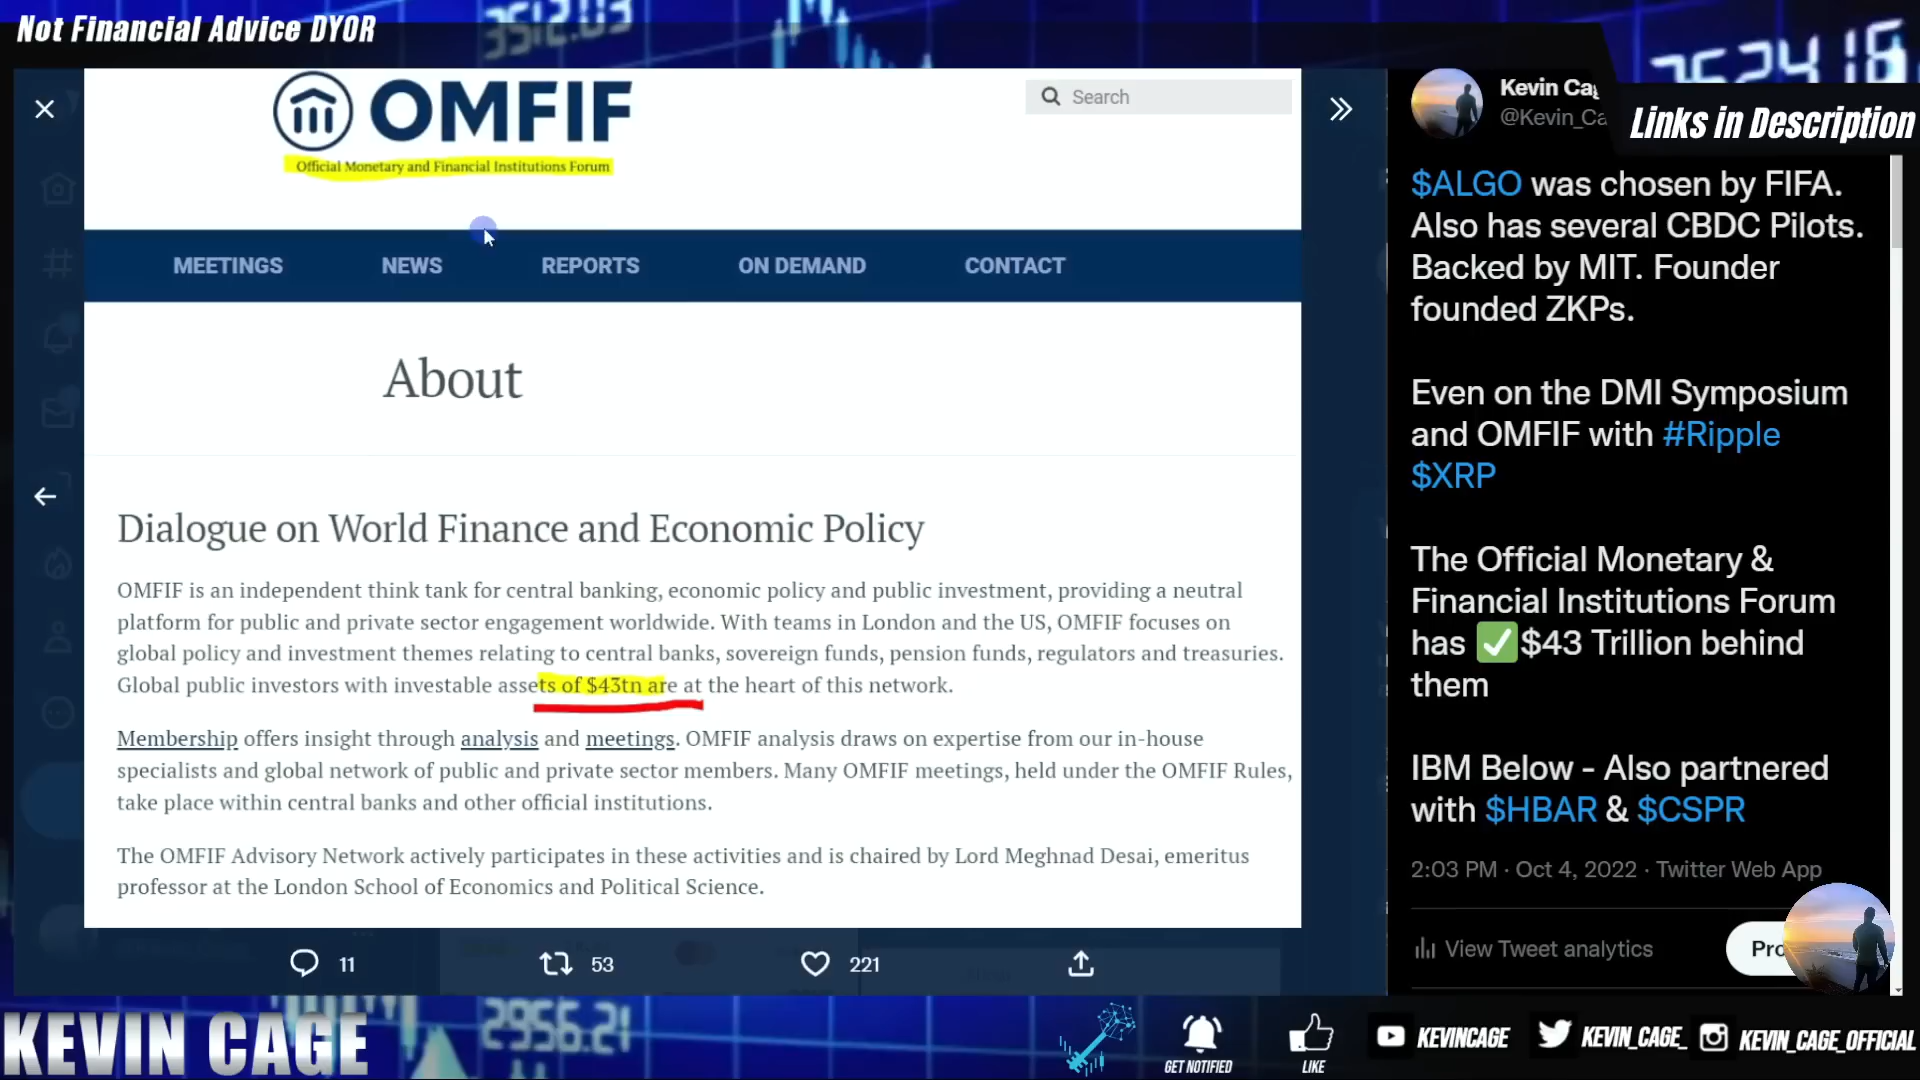 Not Financial Advice DYOR
OMFIF
Official Monetary and Financial Institutions Forum
Search
MEETINGS NEWS REPORTS ON DEMAND CONTACT
About
Dialogue on World Finance and Economic Policy
OMFIF is an independent think tank for central banking, economic policy and public investment, providing a neutral
platform for public and private sector engagement worldwide. With teams in London and the US, OMFIF focuses on
global policy and investment themes relating to central banks, sovereign funds, pension funds, regulators and treasuries.
Global public investors with investable assets of $43tn are at the heart of this network.
Membership offers insight through analysis and meetings. OMFIF analysis draws on expertise from our in-house
specialists and global network of public and private sector members. Many OMFIF meetings, held under the OMFIF Rules,
take place within central banks and other official institutions.
The OMFIF Advisory Network actively participates in these activities and is chaired by Lord Meghnad Desai, emeritus
professor at the London School of Economics and Political Science.
11 53 221
Kevin Cag
@Kevin_Ca
Links in Description
$ALGO was chosen by FIFA.
Also has several CBDC Pilots.
Backed by MIT. Founder
founded ZKPs.
Even on the DMI Symposium
and OMFIF with #Ripple
$XRP
The Official Monetary &
Financial Institutions Forum
has ✅$43 Trillion behind
them
IBM Below - Also partnered
with $HBAR & $CSPR
2:03 PM · Oct 4, 2022 · Twitter Web App
View Tweet analytics
Pro
3512.03
2956.21
KEVIN CAGE
GET NOTIFIED
LIKE
KEVINCAGE
KEVIN_CAGE_
KEVIN_CAGE_OFFICIAL